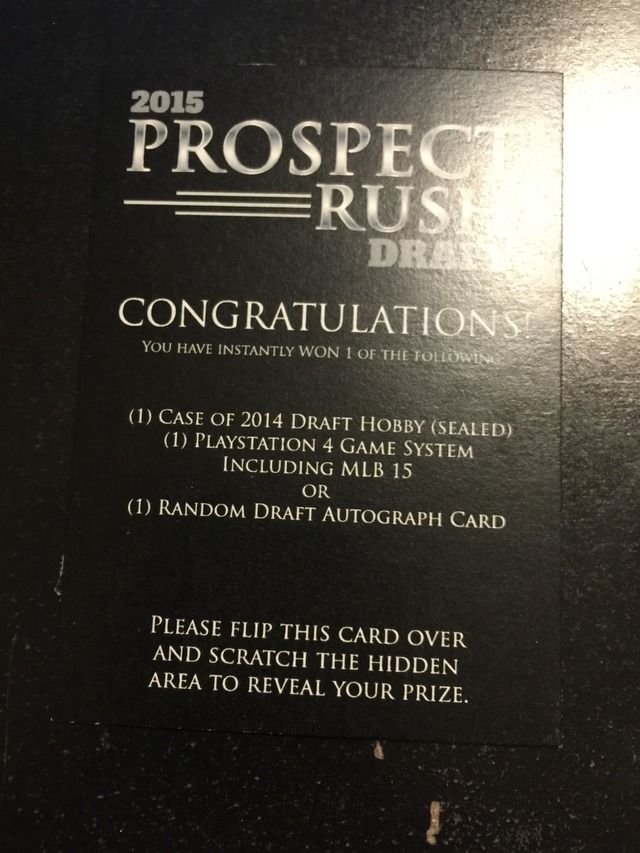 2015
PROSPECT
RUSH
DRAFT
CONGRATULATIONS!
YOU HAVE INSTANTLY WON 1 OF THE FOLLOWING
(1) CASE OF 2014 DRAFT HOBBY (SEALED)
(1) PLAYSTATION 4 GAME SYSTEM
INCLUDING MLB 15
OR
(1) RANDOM DRAFT AUTOGRAPH CARD
PLEASE FLIP THIS CARD OVER
AND SCRATCH THE HIDDEN
AREA TO REVEAL YOUR PRIZE.